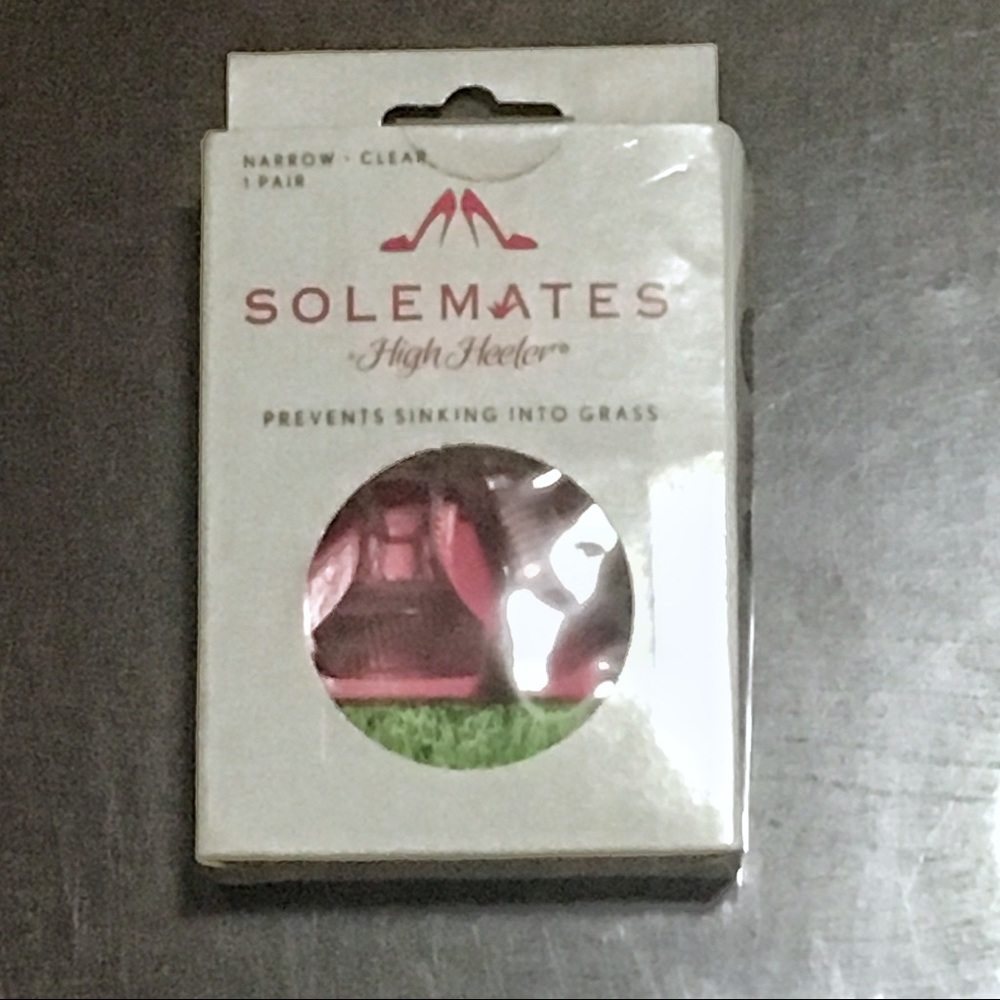 NARROW · CLEAR
1 PAIR
SOLEMATES
High Heeler®
PREVENTS SINKING INTO GRASS